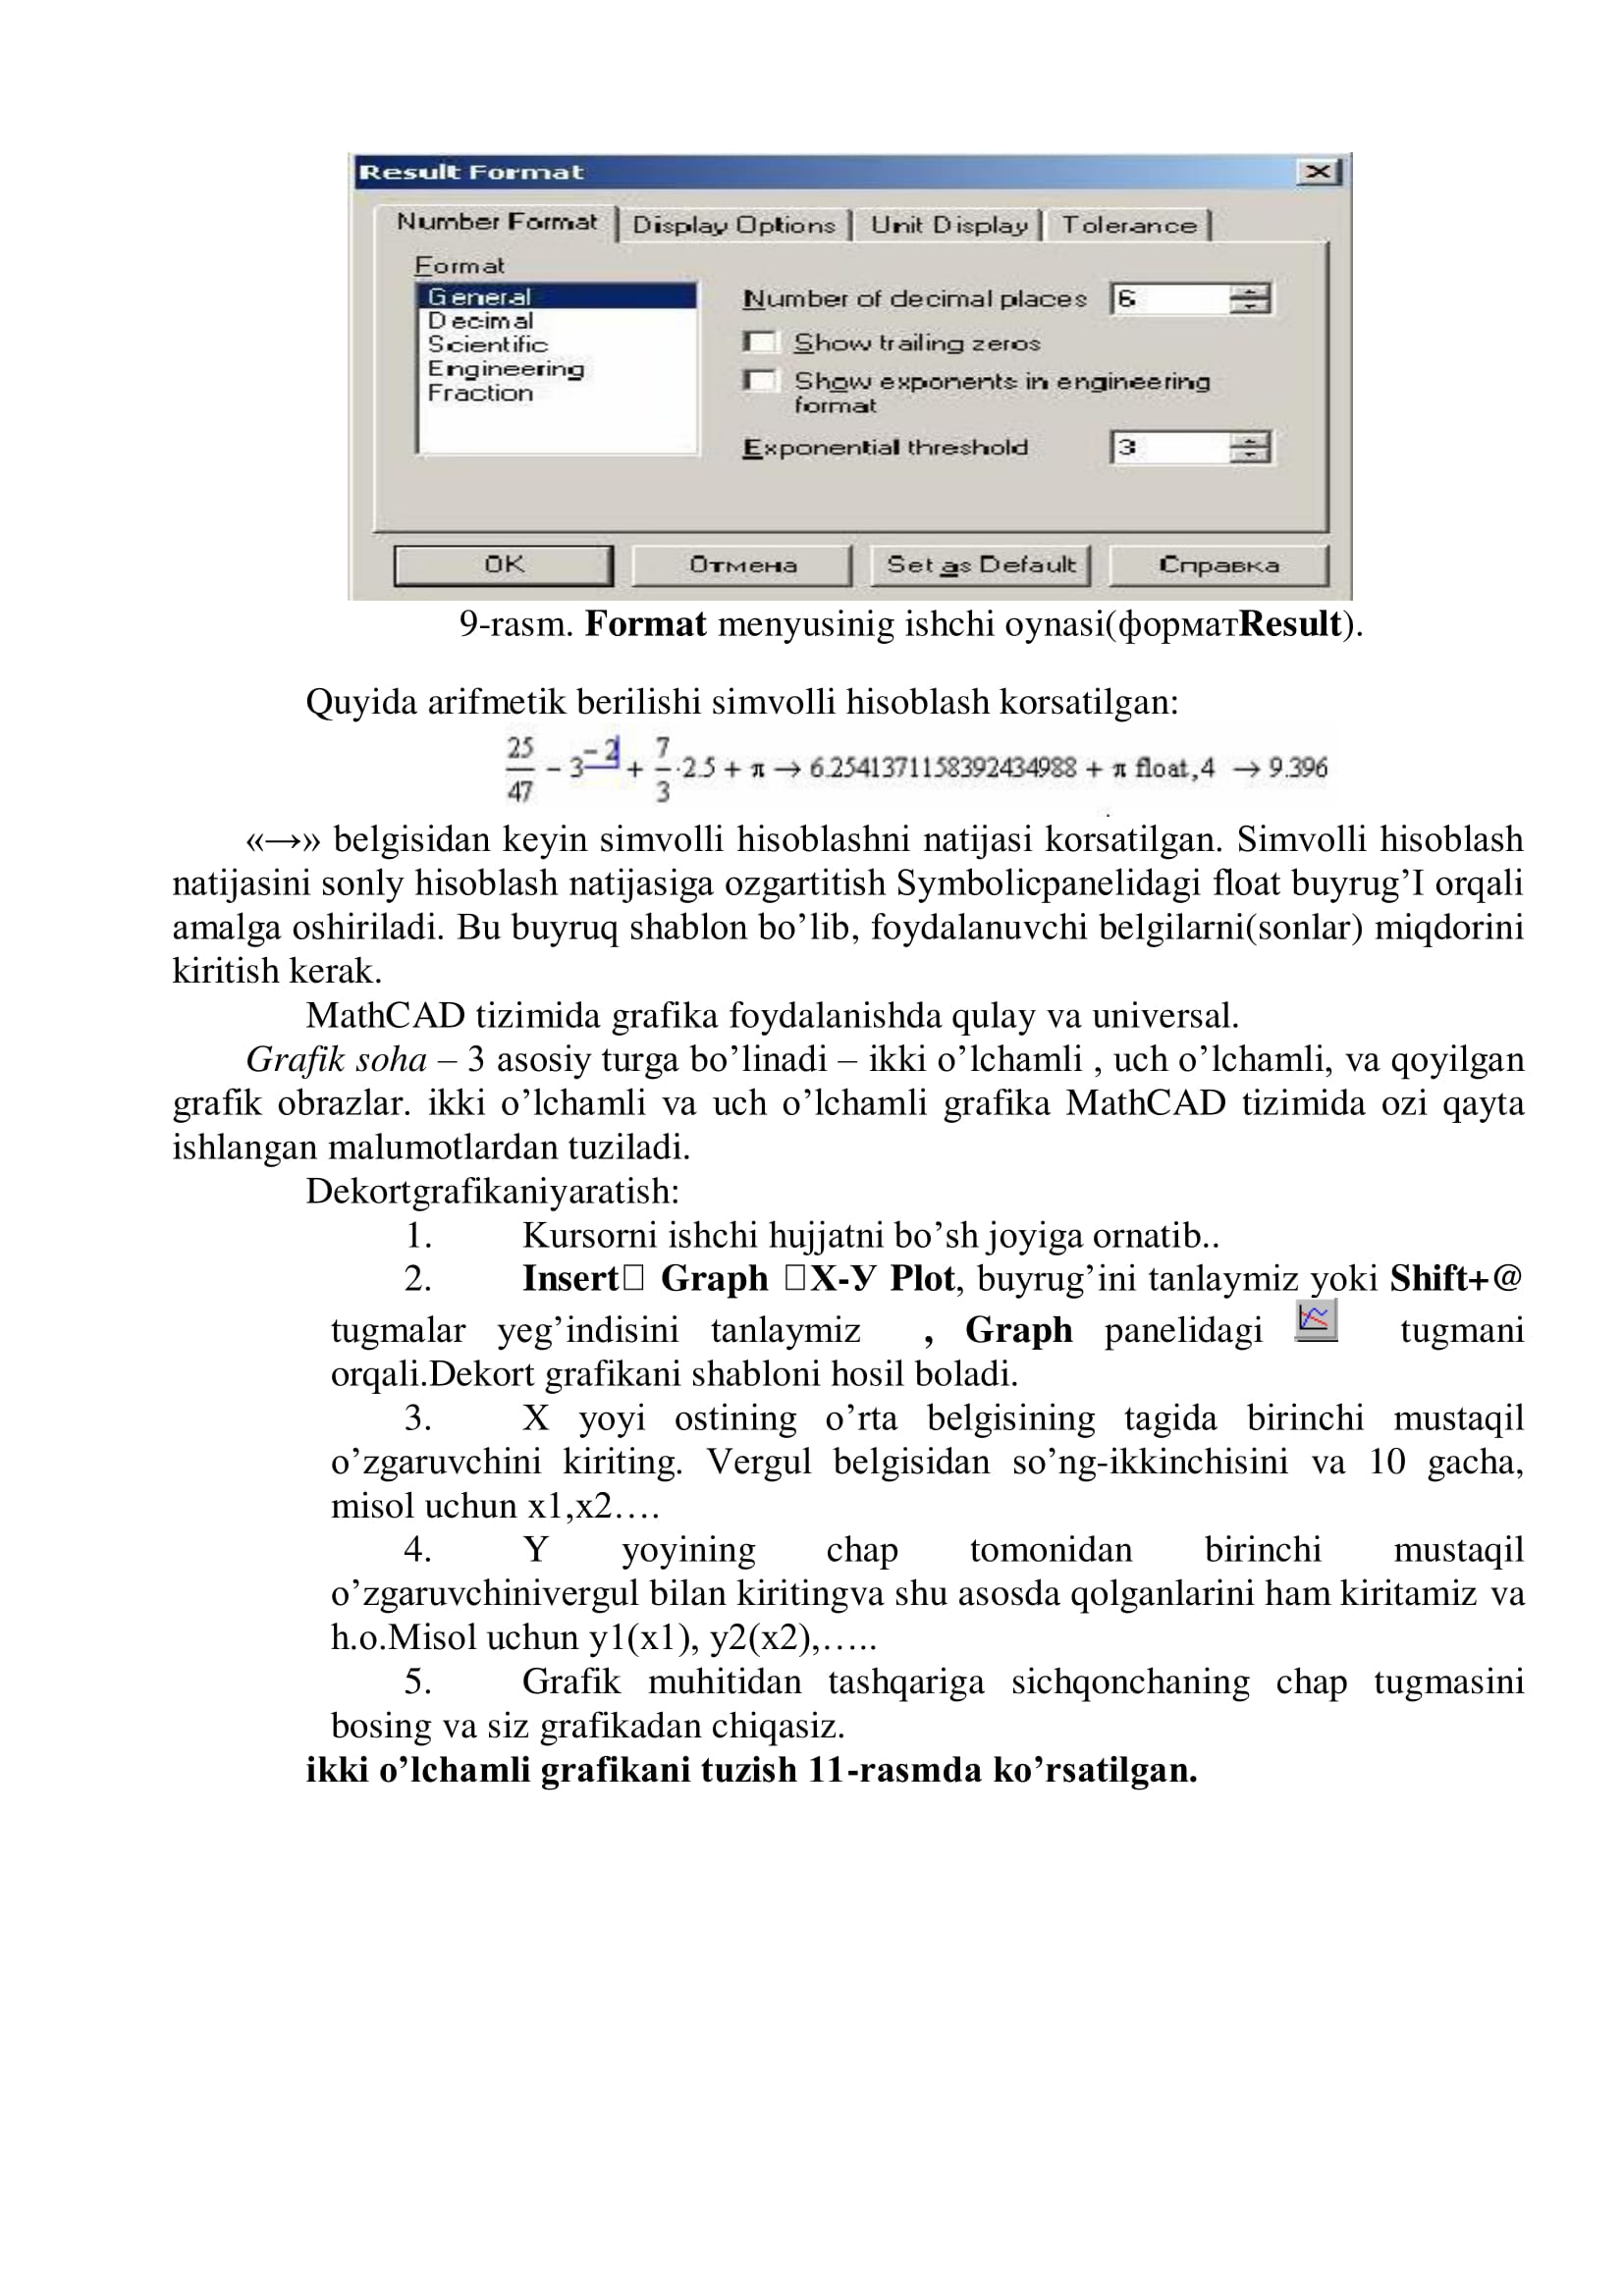 Result Format
Number Format Display Options Unit Display Tolerance
Format
General
Decimal
Scientific
Engineering
Fraction
Number of decimal places 6
Show trailing zeros
Show exponents in engineering
format
Exponential threshold 3
OK Отмена Set as Default Справка
9-rasm. Format menyusinig ishchi oynasi(форматResult).
Quyida arifmetik berilishi simvolli hisoblash korsatilgan:
25/47 − 3^−2 + 7/3·2.5 + π → 6.2541371158392434988 + π float,4 → 9.396
«→» belgisidan keyin simvolli hisoblashni natijasi korsatilgan. Simvolli hisoblash
natijasini sonly hisoblash natijasiga ozgartitish Symbolicpanelidagi float buyrug’I orqali
amalga oshiriladi. Bu buyruq shablon bo’lib, foydalanuvchi belgilarni(sonlar) miqdorini
kiritish kerak.
MathCAD tizimida grafika foydalanishda qulay va universal.
Grafik soha – 3 asosiy turga bo’linadi – ikki o’lchamli , uch o’lchamli, va qoyilgan
grafik obrazlar. ikki o’lchamli va uch o’lchamli grafika MathCAD tizimida ozi qayta
ishlangan malumotlardan tuziladi.
Dekortgrafikaniyaratish:
1. Kursorni ishchi hujjatni bo’sh joyiga ornatib..
2. Insert□ Graph □X-У Plot, buyrug’ini tanlaymiz yoki Shift+@
tugmalar yeg’indisini tanlaymiz , Graph panelidagi tugmani
orqali.Dekort grafikani shabloni hosil boladi.
3. X yoyi ostining o’rta belgisining tagida birinchi mustaqil
o’zgaruvchini kiriting. Vergul belgisidan so’ng-ikkinchisini va 10 gacha,
misol uchun x1,x2….
4. Y yoyining chap tomonidan birinchi mustaqil
o’zgaruvchinivergul bilan kiritingva shu asosda qolganlarini ham kiritamiz va
h.o.Misol uchun y1(x1), y2(x2),…..
5. Grafik muhitidan tashqariga sichqonchaning chap tugmasini
bosing va siz grafikadan chiqasiz.
ikki o’lchamli grafikani tuzish 11-rasmda ko’rsatilgan.